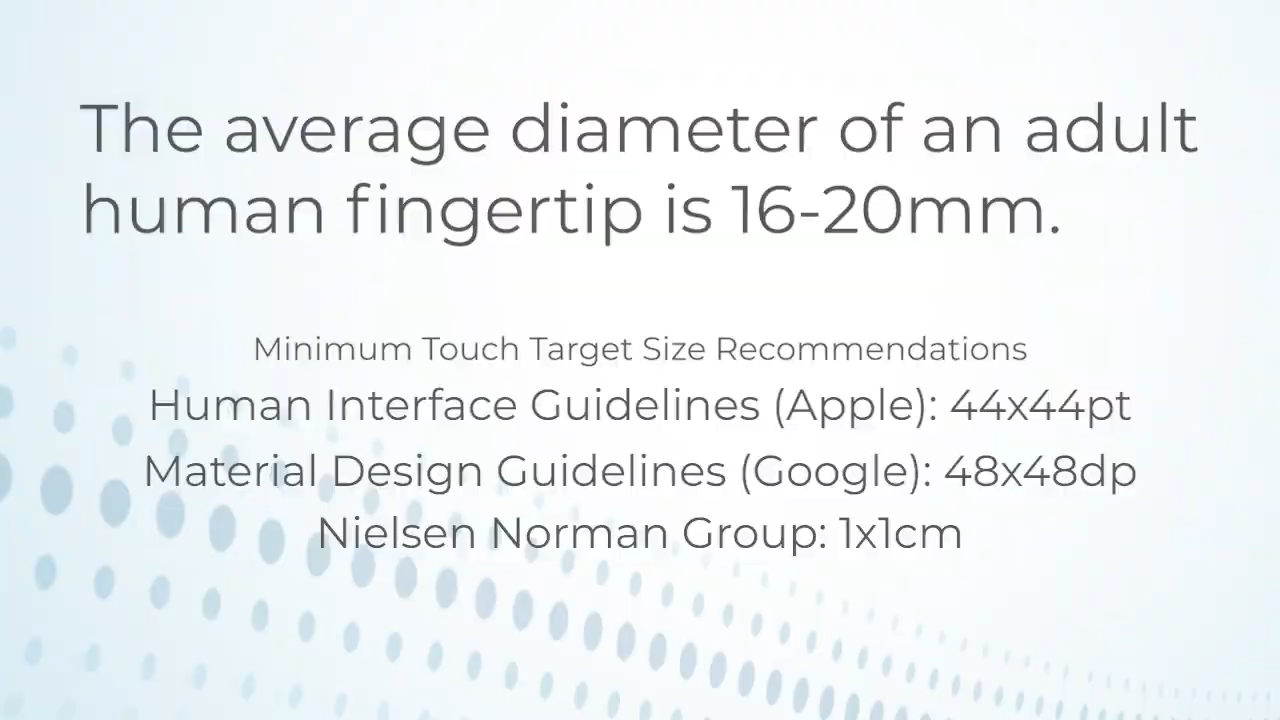 The average diameter of an adult
human fingertip is 16-20mm.
Minimum Touch Target Size Recommendations
Human Interface Guidelines (Apple): 44x44pt
Material Design Guidelines (Google): 48x48dp
Nielsen Norman Group: 1x1cm